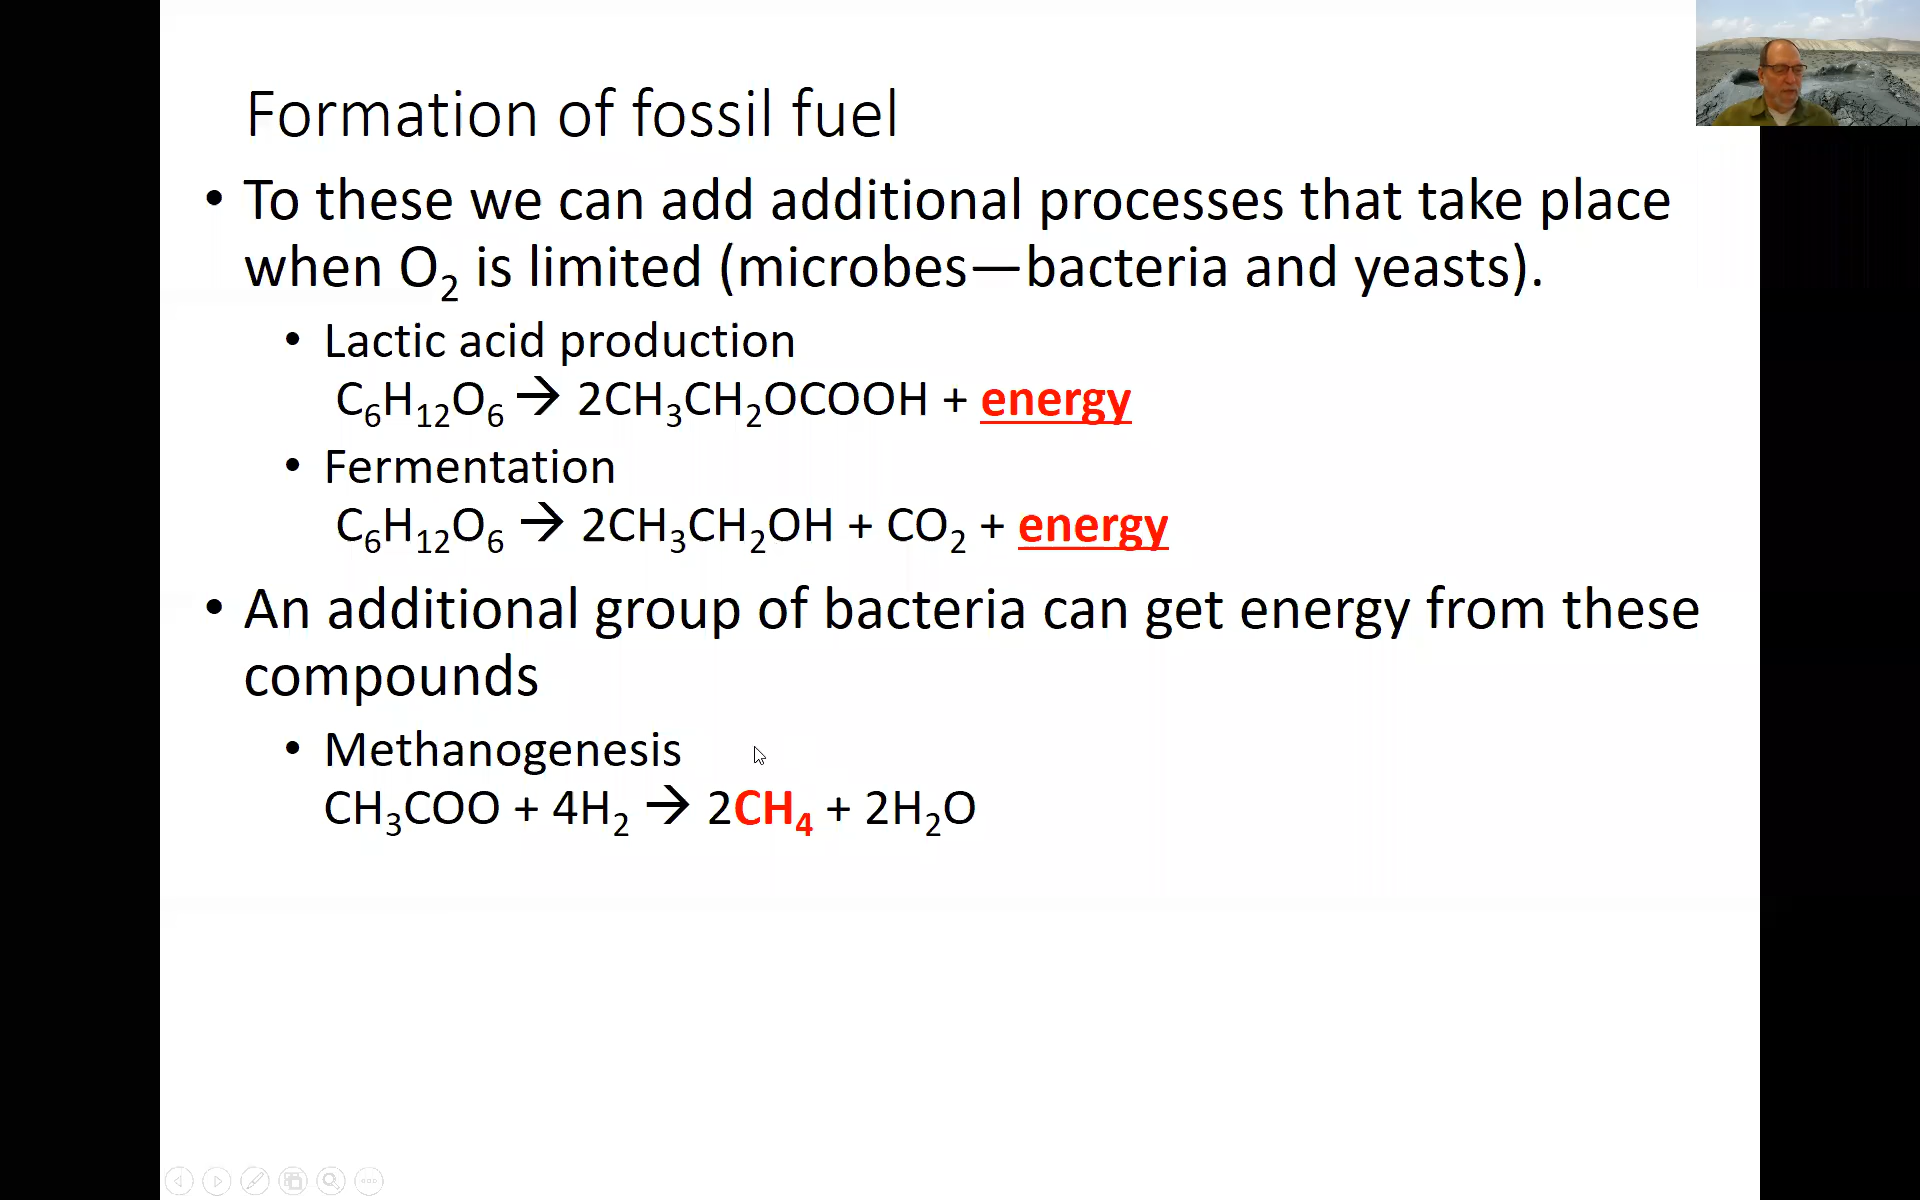 Formation of fossil fuel
• To these we can add additional processes that take place
when O₂ is limited (microbes—bacteria and yeasts).
• Lactic acid production
C₆H₁₂O₆ → 2CH₃CH₂OCOOH + energy
• Fermentation
C₆H₁₂O₆ → 2CH₃CH₂OH + CO₂ + energy
• An additional group of bacteria can get energy from these
compounds
• Methanogenesis
CH₃COO + 4H₂ → 2CH₄ + 2H₂O